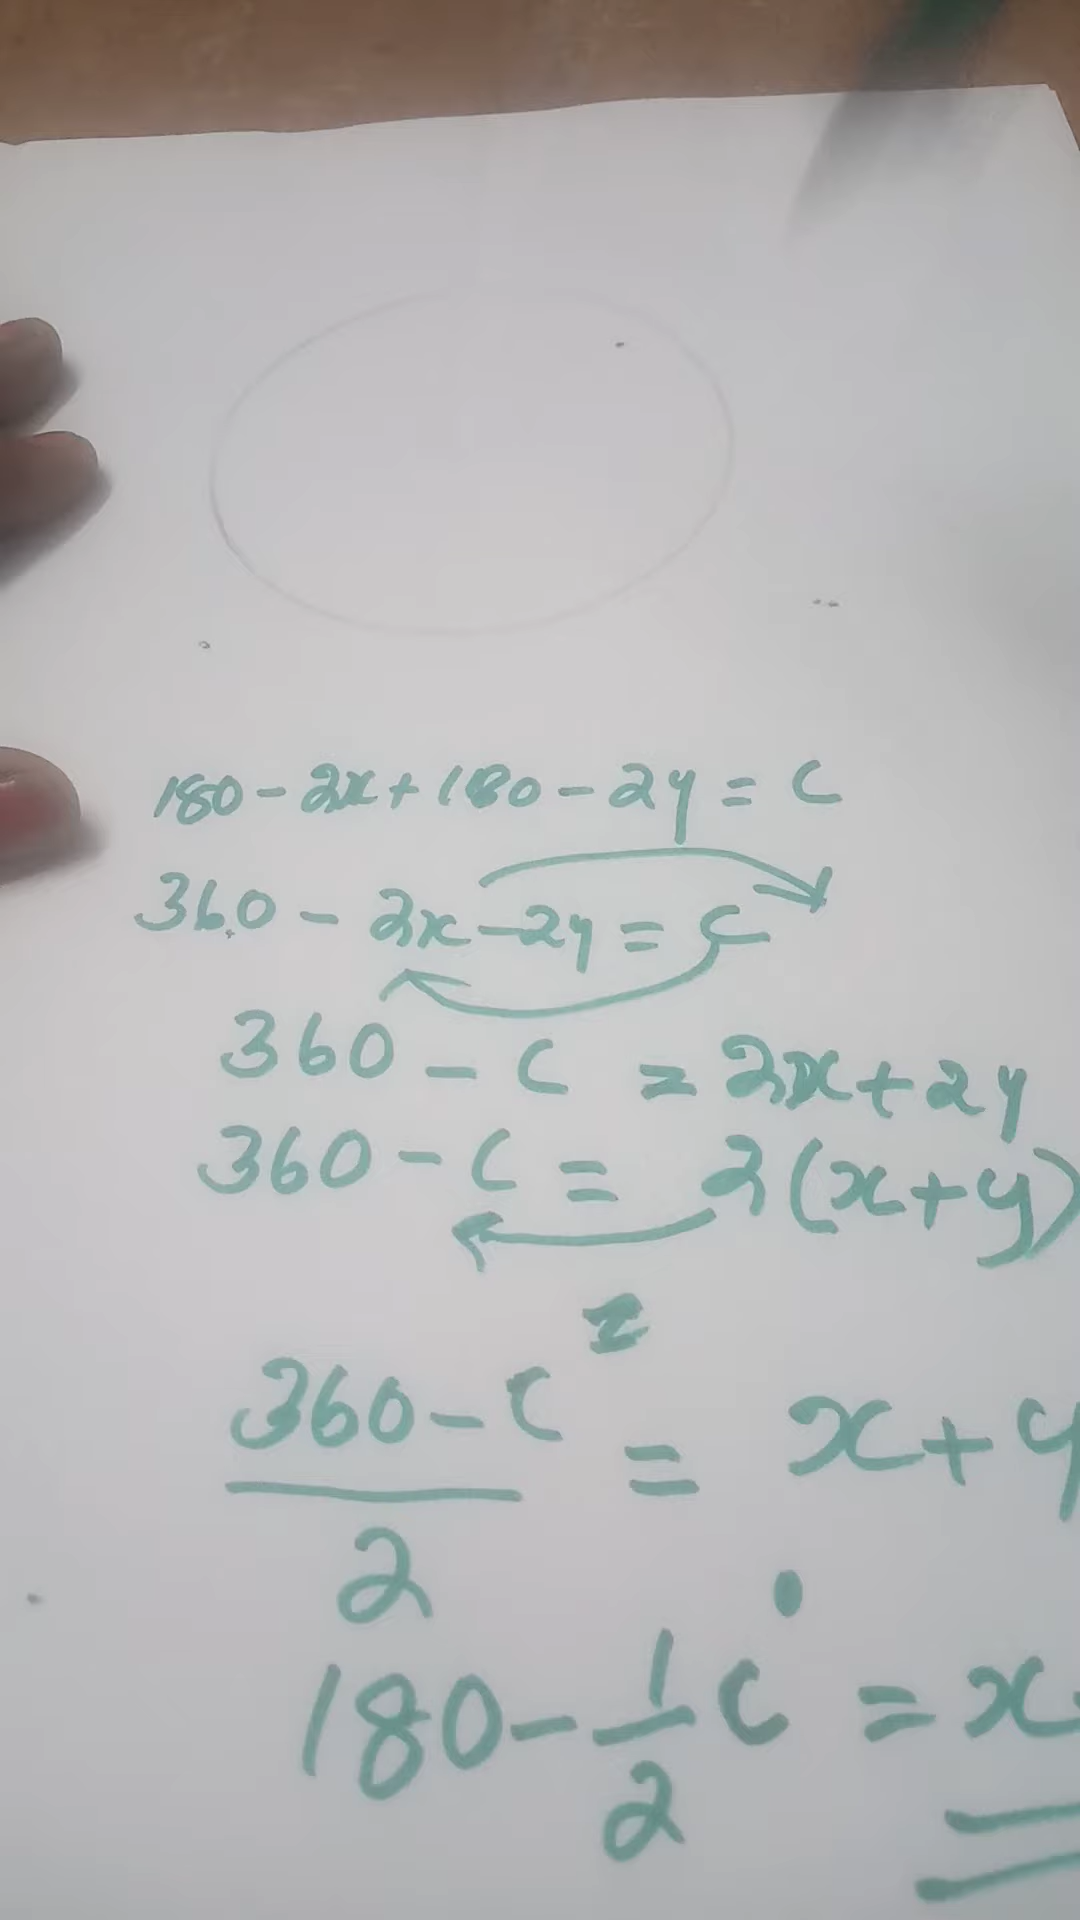 180 - 2x + 180 - 2y = C
360 - 2x - 2y = C
360 - C = 2x + 2y
360 - C = 2(x+y)
=
360 - C / 2 = x + y
180 - 1/2 C = x